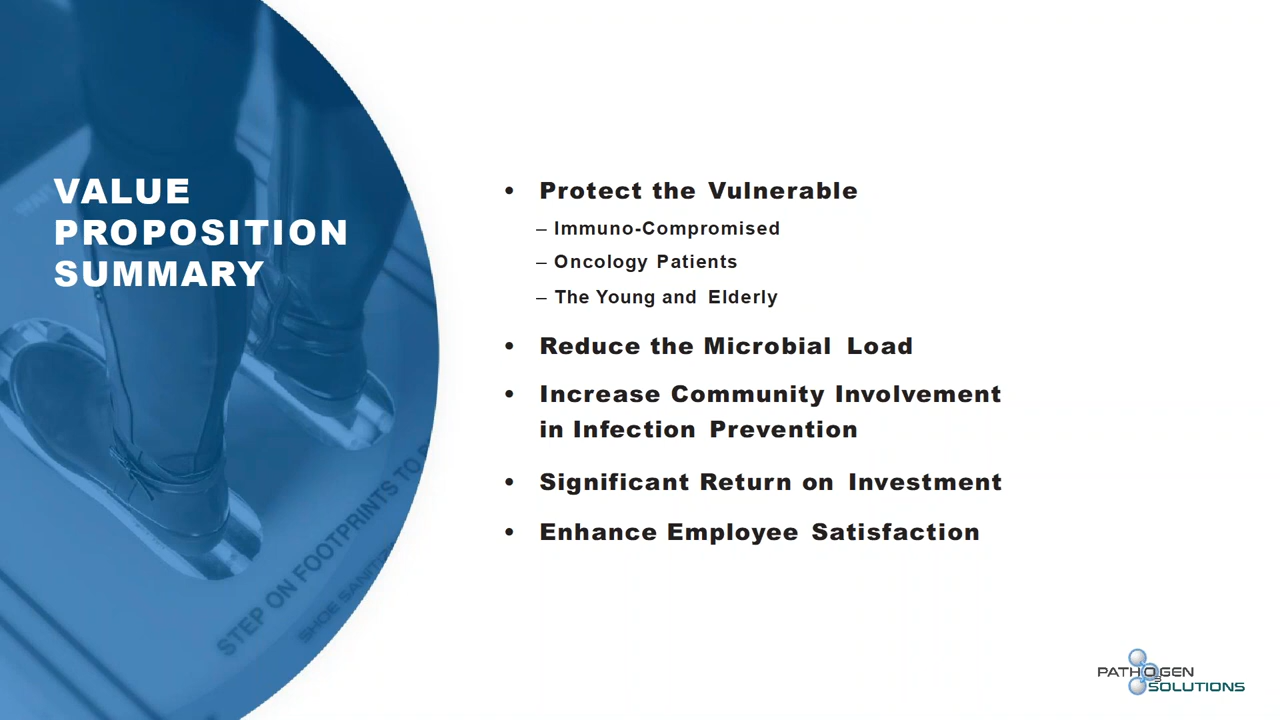 VALUE
PROPOSITION
SUMMARY
• Protect the Vulnerable
– Immuno-Compromised
– Oncology Patients
– The Young and Elderly
• Reduce the Microbial Load
• Increase Community Involvement
in Infection Prevention
• Significant Return on Investment
• Enhance Employee Satisfaction
STEP ON FOOTPRINTS TO
SHOE
PATHOGEN
SOLUTIONS